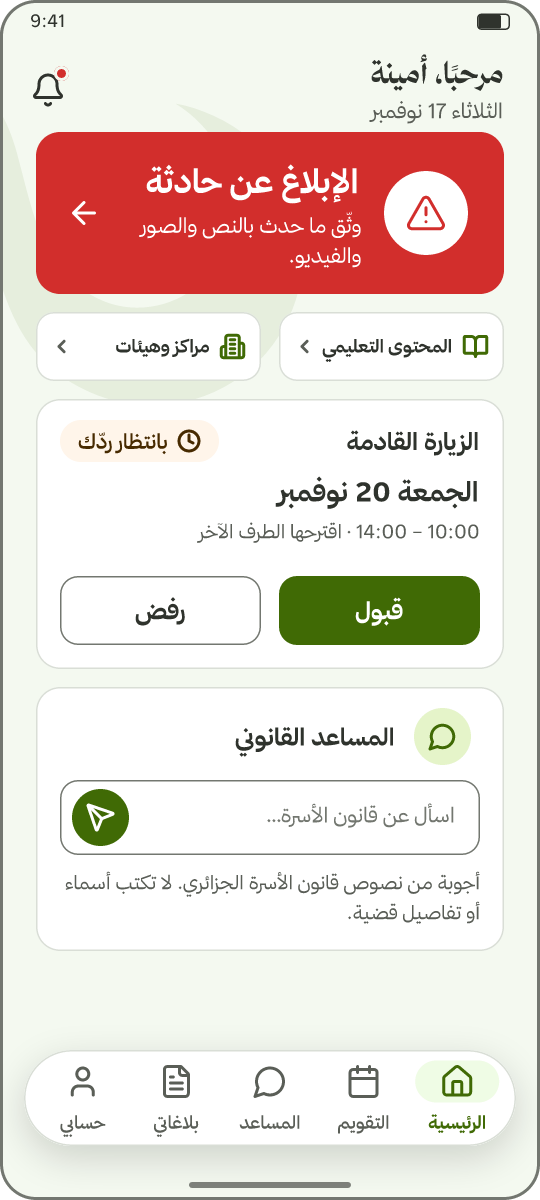 9:41
مرحبًا، أمينة
الثلاثاء 17 نوفمبر
الإبلاغ عن حادثة
وثّق ما حدث بالنص والصور
والفيديو.
المحتوى التعليمي
مراكز وهيئات
الزيارة القادمة
بانتظار ردّك
الجمعة 20 نوفمبر
10:00 – 14:00 · اقترحها الطرف الآخر
قبول
رفض
المساعد القانوني
اسأل عن قانون الأسرة...
أجوبة من نصوص قانون الأسرة الجزائري. لا تكتب أسماء
أو تفاصيل قضية.
الرئيسية
التقويم
المساعد
بلاغاتي
حسابي